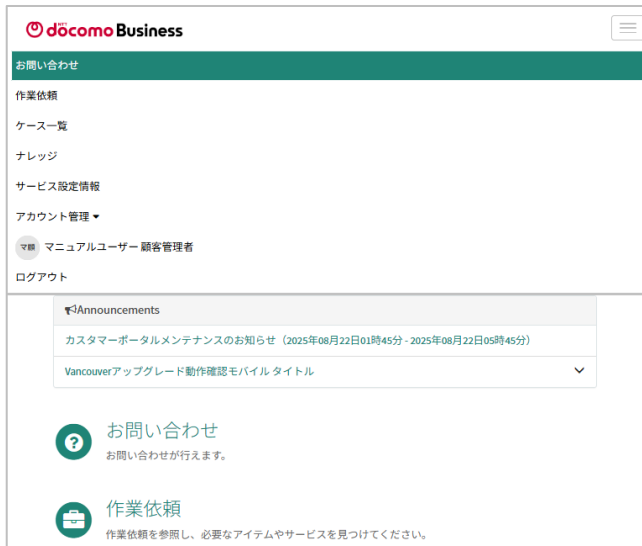 NTT döcomo Business
お問い合わせ
作業依頼
ケース一覧
ナレッジ
サービス設定情報
アカウント管理
マ顧 マニュアルユーザー 顧客管理者
ログアウト
Announcements
カスタマーポータルメンテナンスのお知らせ（2025年08月22日01時45分 - 2025年08月22日05時45分）
Vancouverアップグレード動作確認モバイル タイトル
お問い合わせ
お問い合わせが行えます。
作業依頼
作業依頼を参照し、必要なアイテムやサービスを見つけてください。